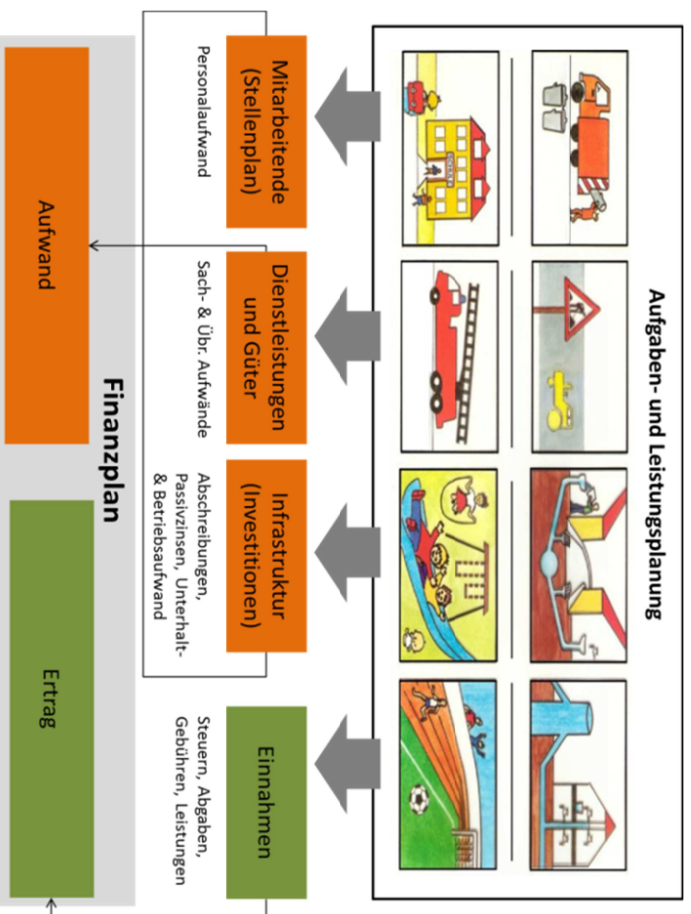 Aufgaben- und Leistungsplanung
SCHULE
Mitarbeitende
(Stellenplan)
Personalaufwand
Dienstleistungen
und Güter
Sach- & Übr. Aufwände
Infrastruktur
(Investitionen)
Abschreibungen,
Passivzinsen, Unterhalt-
& Betriebsaufwand
Einnahmen
Steuern, Abgaben,
Gebühren, Leistungen
Finanzplan
Aufwand
Ertrag